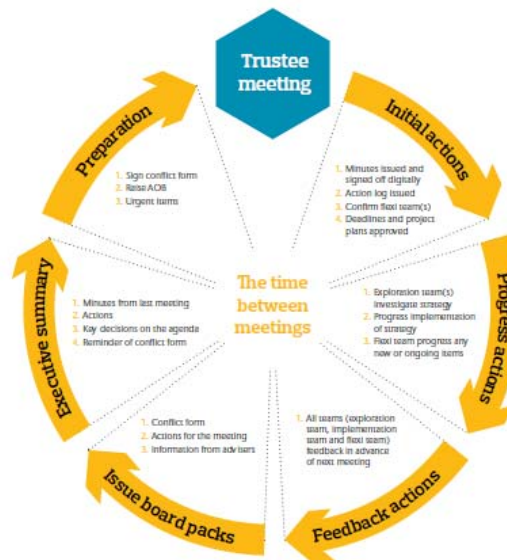 Trustee
meeting
Initial actions
1. Minutes issued and
signed off digitally
2. Action log issued
3. Confirm flexi team(s)
4. Deadlines and project
plans approved
Progress actions
1. Exploration team(s)
investigate strategy
2. Progress implementation
of strategy
3. Flexi team progress any
new or ongoing items
Feedback actions
1. All teams (exploration
team, implementation
team and flexi team)
feedback in advance
of next meeting
Issue board packs
1. Conflict form
2. Actions for the meeting
3. Information from advisers
Executive summary
1. Minutes from last meeting
2. Actions
3. Key decisions on the agenda
4. Reminder of conflict form
Preparation
1. Sign conflict form
2. Raise AOB
3. Urgent items
The time
between
meetings